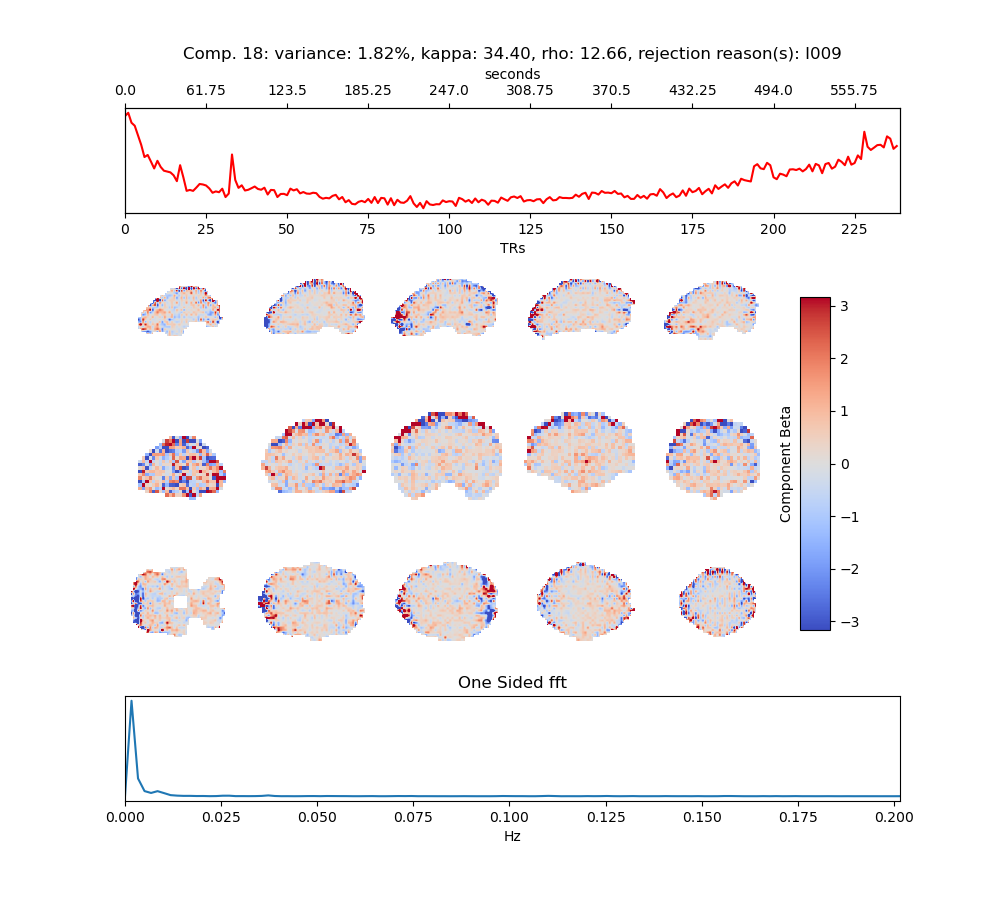 Comp. 18: variance: 1.82%, kappa: 34.40, rho: 12.66, rejection reason(s): I009
seconds
0.0 61.75 123.5 185.25 247.0 308.75 370.5 432.25 494.0 555.75
0 25 50 75 100 125 150 175 200 225
TRs
3
2
1
0
−1
−2
−3
Component Beta
One Sided fft
0.000 0.025 0.050 0.075 0.100 0.125 0.150 0.175 0.200
Hz